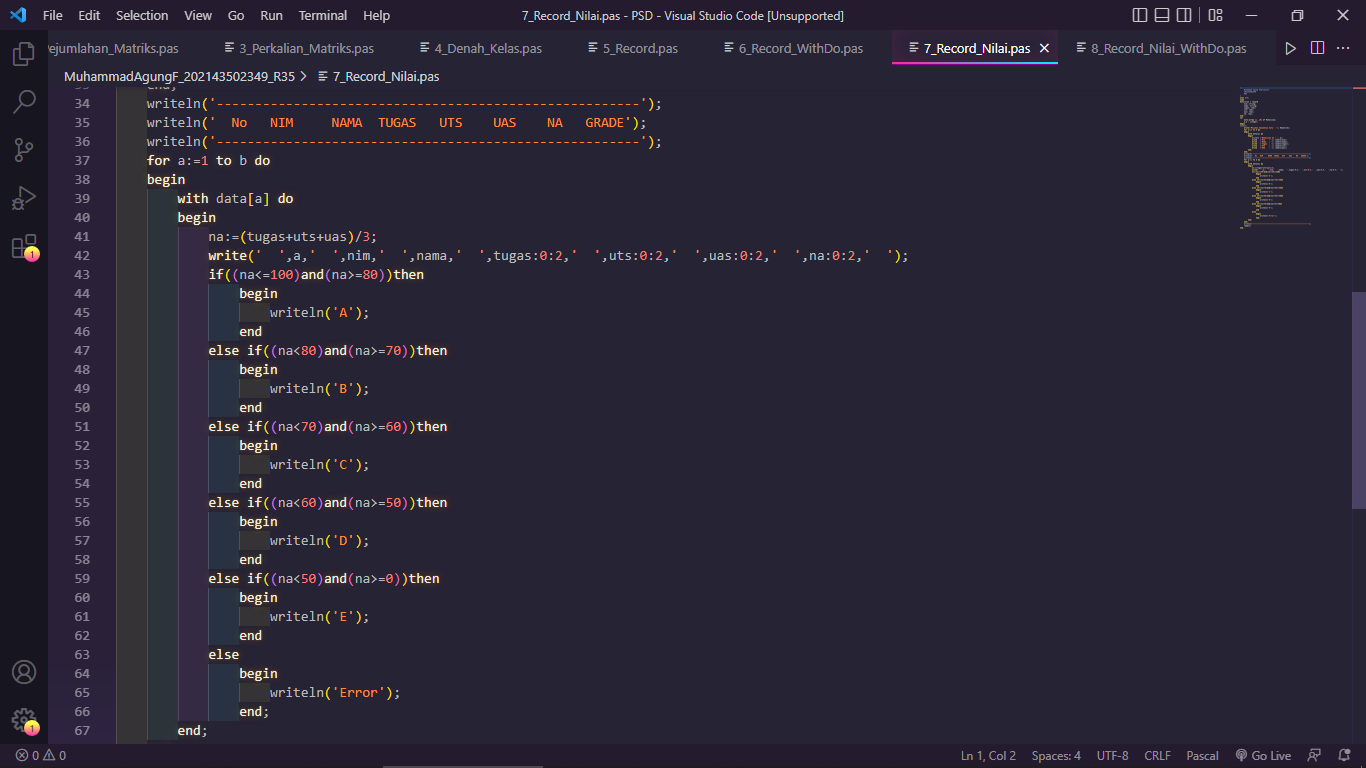 File Edit Selection View Go Run Terminal Help 7_Record_Nilai.pas - PSD - Visual Studio Code [Unsupported]
ejumlahan_Matriks.pas 3_Perkalian_Matriks.pas 4_Denah_Kelas.pas 5_Record.pas 6_Record_WithDo.pas 7_Record_Nilai.pas 8_Record_Nilai_WithDo.pas
MuhammadAgungF_202143502349_R35 > 7_Record_Nilai.pas
33 end;
34 writeln('-------------------------------------------------------');
35 writeln('  No   NIM     NAMA  TUGAS   UTS    UAS    NA   GRADE');
36 writeln('-------------------------------------------------------');
37 for a:=1 to b do
38 begin
39 with data[a] do
40 begin
41 na:=(tugas+uts+uas)/3;
42 write('  ',a,'  ',nim,'  ',nama,'  ',tugas:0:2,'  ',uts:0:2,'  ',uas:0:2,'  ',na:0:2,'  ');
43 if((na<=100)and(na>=80))then
44 begin
45 writeln('A');
46 end
47 else if((na<80)and(na>=70))then
48 begin
49 writeln('B');
50 end
51 else if((na<70)and(na>=60))then
52 begin
53 writeln('C');
54 end
55 else if((na<60)and(na>=50))then
56 begin
57 writeln('D');
58 end
59 else if((na<50)and(na>=0))then
60 begin
61 writeln('E');
62 end
63 else
64 begin
65 writeln('Error');
66 end;
67 end;
1
1
0 0 Ln 1, Col 2 Spaces: 4 UTF-8 CRLF Pascal Go Live